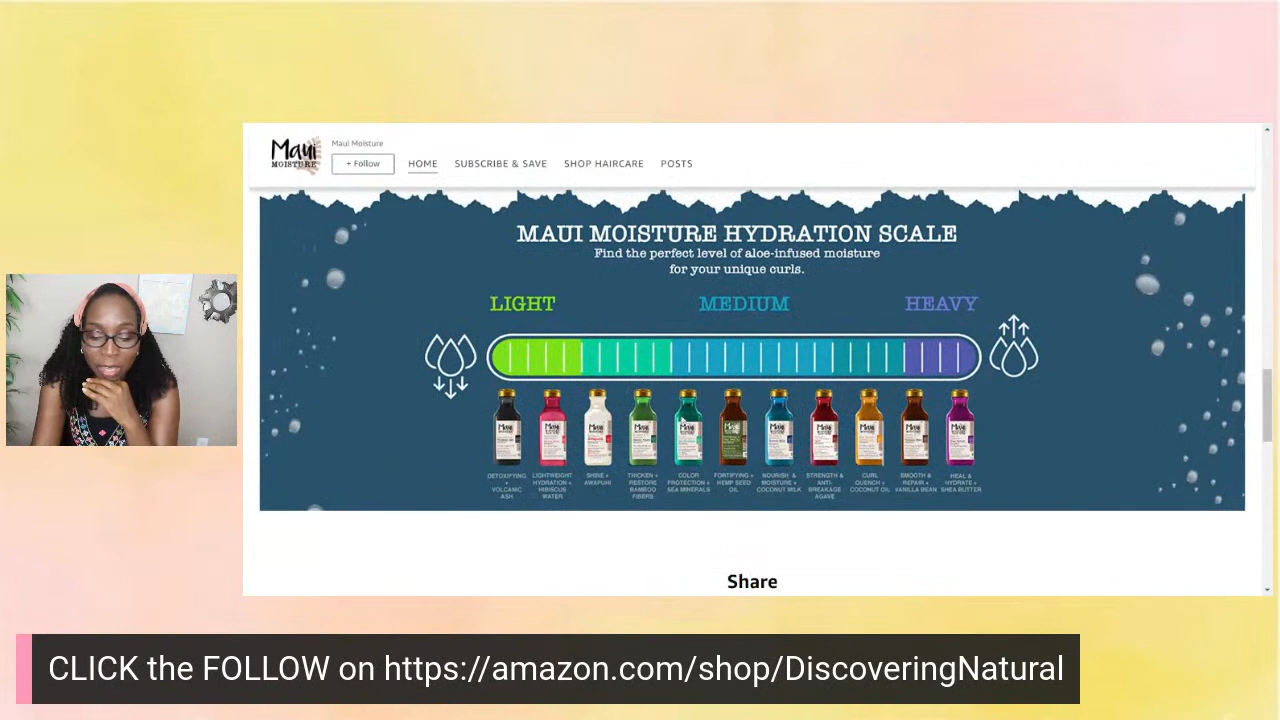 Maui
MOISTURE
Maui Moisture
+ Follow
HOME
SUBSCRIBE & SAVE
SHOP HAIRCARE
POSTS
MAUI MOISTURE HYDRATION SCALE
Find the perfect level of aloe-infused moisture
for your unique curls.
LIGHT
MEDIUM
HEAVY
DETOXIFYING
+
VOLCANIC
ASH
LIGHTWEIGHT
HYDRATION +
HIBISCUS
WATER
SHINE +
AWAPUHI
THICKEN +
RESTORE
BAMBOO
FIBERS
COLOR
PROTECTION +
SEA MINERALS
FORTIFYING +
HEMP SEED
OIL
NOURISH &
MOISTURE +
COCONUT MILK
STRENGTH &
ANTI-
BREAKAGE
AGAVE
CURL
QUENCH +
COCONUT OIL
SMOOTH &
REPAIR +
VANILLA BEAN
HEAL &
HYDRATE +
SHEA BUTTER
Share
CLICK the FOLLOW on https://amazon.com/shop/DiscoveringNatural